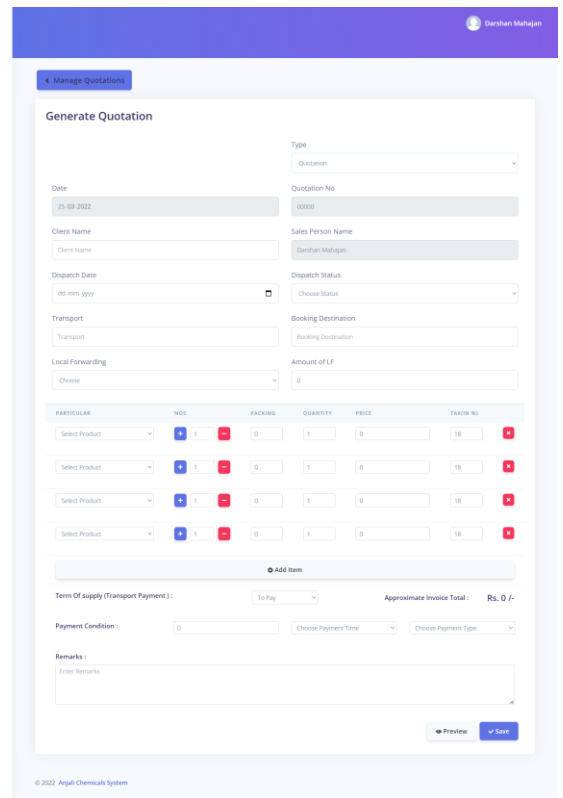 Darshan Mahajan
Manage Quotations
Generate Quotation
Type
Quotation
Date Quotation No
25-03-2022 00000
Client Name Sales Person Name
Client Name Darshan Mahajan
Dispatch Date Dispatch Status
dd-mm-yyyy Choose Status
Transport Booking Destination
Transport Booking Destination
Local Forwarding Amount of LF
Choose 0
PARTICULAR NOS PACKING QUANTITY PRICE TAX(IN %)
Select Product + 1 − 0 1 0 18 ×
Select Product + 1 − 0 1 0 18 ×
Select Product + 1 − 0 1 0 18 ×
Select Product + 1 − 0 1 0 18 ×
Add Item
Term Of supply (Transport Payment ) : To Pay Approximate Invoice Total : Rs. 0 /-
Payment Condition : 0 Choose Payment Time Choose Payment Type
Remarks :
Enter Remarks
Preview Save
© 2022 Anjali Chemicals System